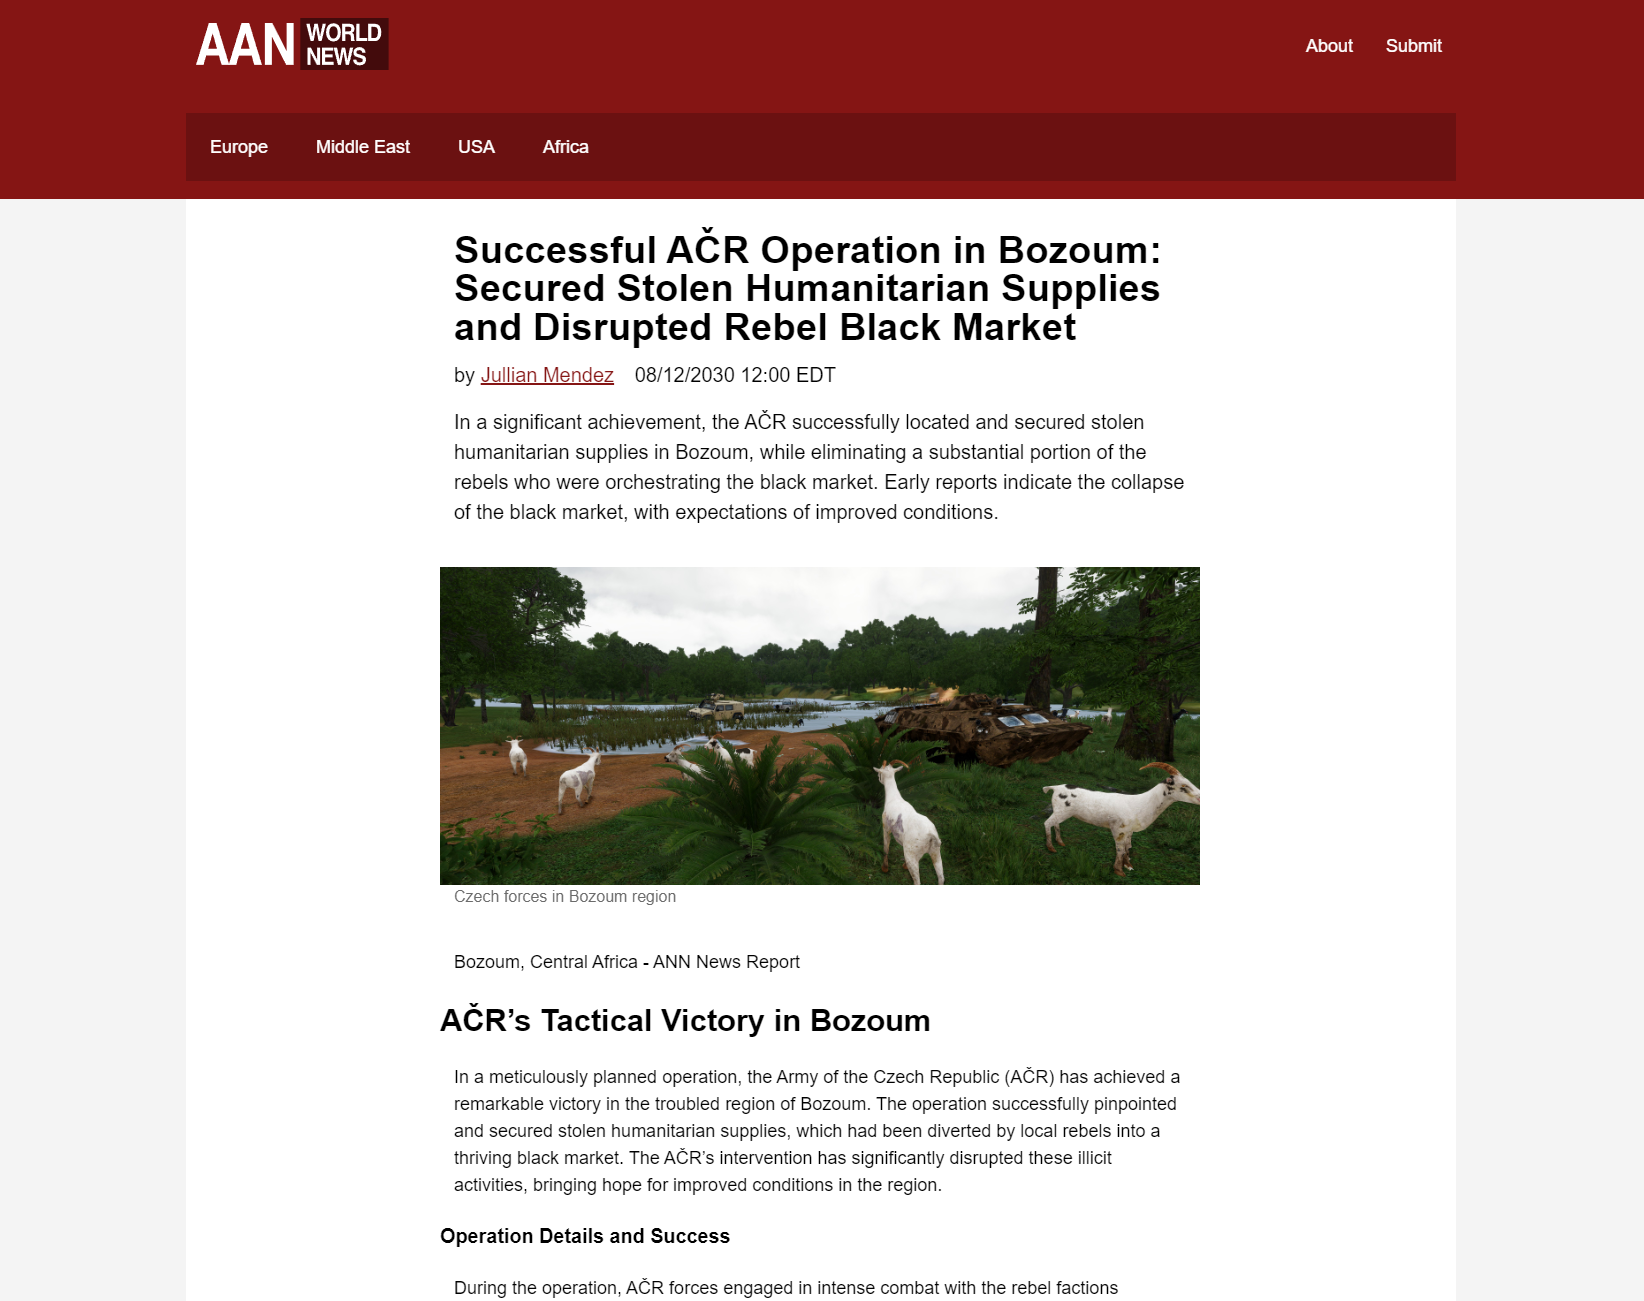 AAN WORLD NEWS
About Submit
Europe Middle East USA Africa
Successful AČR Operation in Bozoum:
Secured Stolen Humanitarian Supplies
and Disrupted Rebel Black Market
by Jullian Mendez 08/12/2030 12:00 EDT
In a significant achievement, the AČR successfully located and secured stolen
humanitarian supplies in Bozoum, while eliminating a substantial portion of the
rebels who were orchestrating the black market. Early reports indicate the collapse
of the black market, with expectations of improved conditions.
Czech forces in Bozoum region
Bozoum, Central Africa - ANN News Report
AČR’s Tactical Victory in Bozoum
In a meticulously planned operation, the Army of the Czech Republic (AČR) has achieved a
remarkable victory in the troubled region of Bozoum. The operation successfully pinpointed
and secured stolen humanitarian supplies, which had been diverted by local rebels into a
thriving black market. The AČR’s intervention has significantly disrupted these illicit
activities, bringing hope for improved conditions in the region.
Operation Details and Success
During the operation, AČR forces engaged in intense combat with the rebel factions